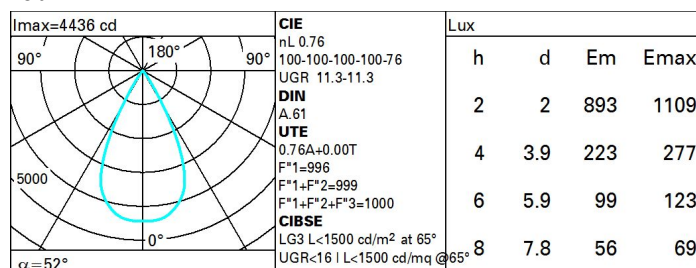 Imax=4436 cd
90°
180°
90°
5000
0°
α=52°
CIE
nL 0.76
100-100-100-100-76
UGR 11.3-11.3
DIN
A.61
UTE
0.76A+0.00T
F"1=996
F"1+F"2=999
F"1+F"2+F"3=1000
CIBSE
LG3 L<1500 cd/m² at 65°
UGR<16 | L<1500 cd/mq @65°
Lux
h d Em Emax
2 2 893 1109
4 3.9 223 277
6 5.9 99 123
8 7.8 56 69